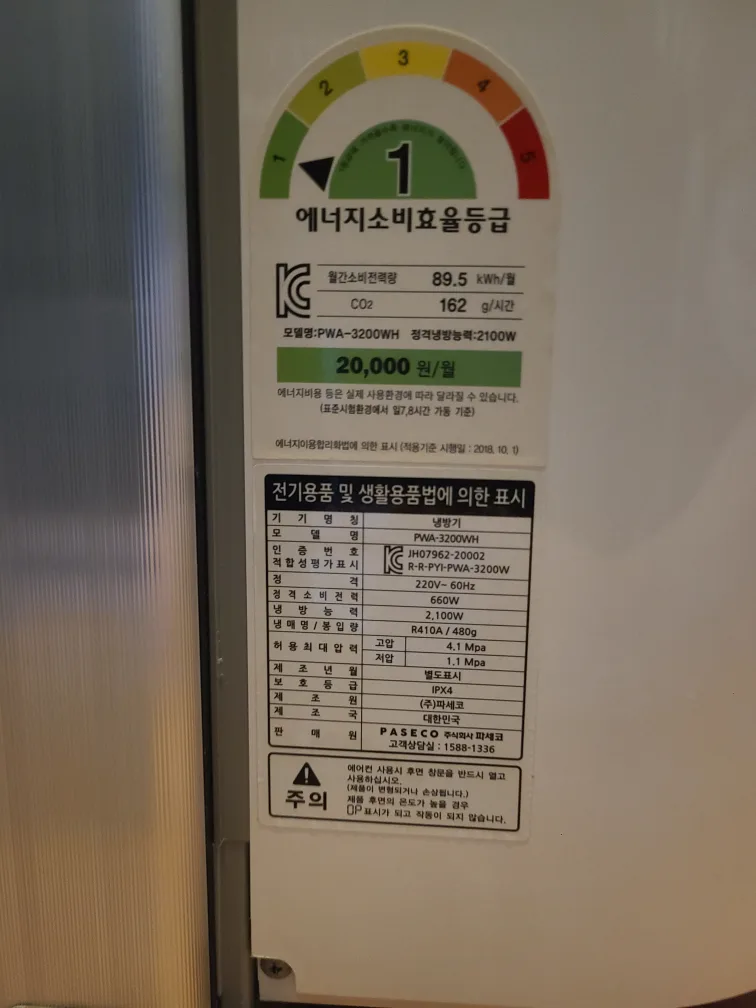 1 2 3 4 5
1
에너지소비효율등급
월간소비전력량 89.5 kWh/월
CO2 162 g/시간
모델명:PWA-3200WH 정격냉방능력:2100W
20,000 원/월
에너지비용 등은 실제 사용환경에 따라 달라질 수 있습니다.
(표준시험환경에서 일7.8시간 가동 기준)
에너지이용합리화법에 의한 표시 (적용기준 시행일 : 2018. 10. 1)
전기용품 및 생활용품법에 의한 표시
기기명칭 냉방기
모델명 PWA-3200WH
인증번호 JH07962-20002
적합성평가표시 R-R-PYI-PWA-3200W
정격 220V~ 60Hz
정격소비전력 660W
냉방능력 2,100W
냉매명/봉입량 R410A / 480g
허용최대압력 고압 4.1 Mpa
저압 1.1 Mpa
제조년월 별도표시
보호등급 IPX4
제조원 (주)파세코
제조국 대한민국
판매원 PASECO 주식회사 파세코
고객상담실 : 1588-1336
주의
에어컨 사용시 후면 창문을 반드시 열고
사용하십시오.
(제품이 변형되거나 손상됩니다.)
제품 후면의 온도가 높을 경우
OP 표시가 되고 작동이 되지 않습니다.